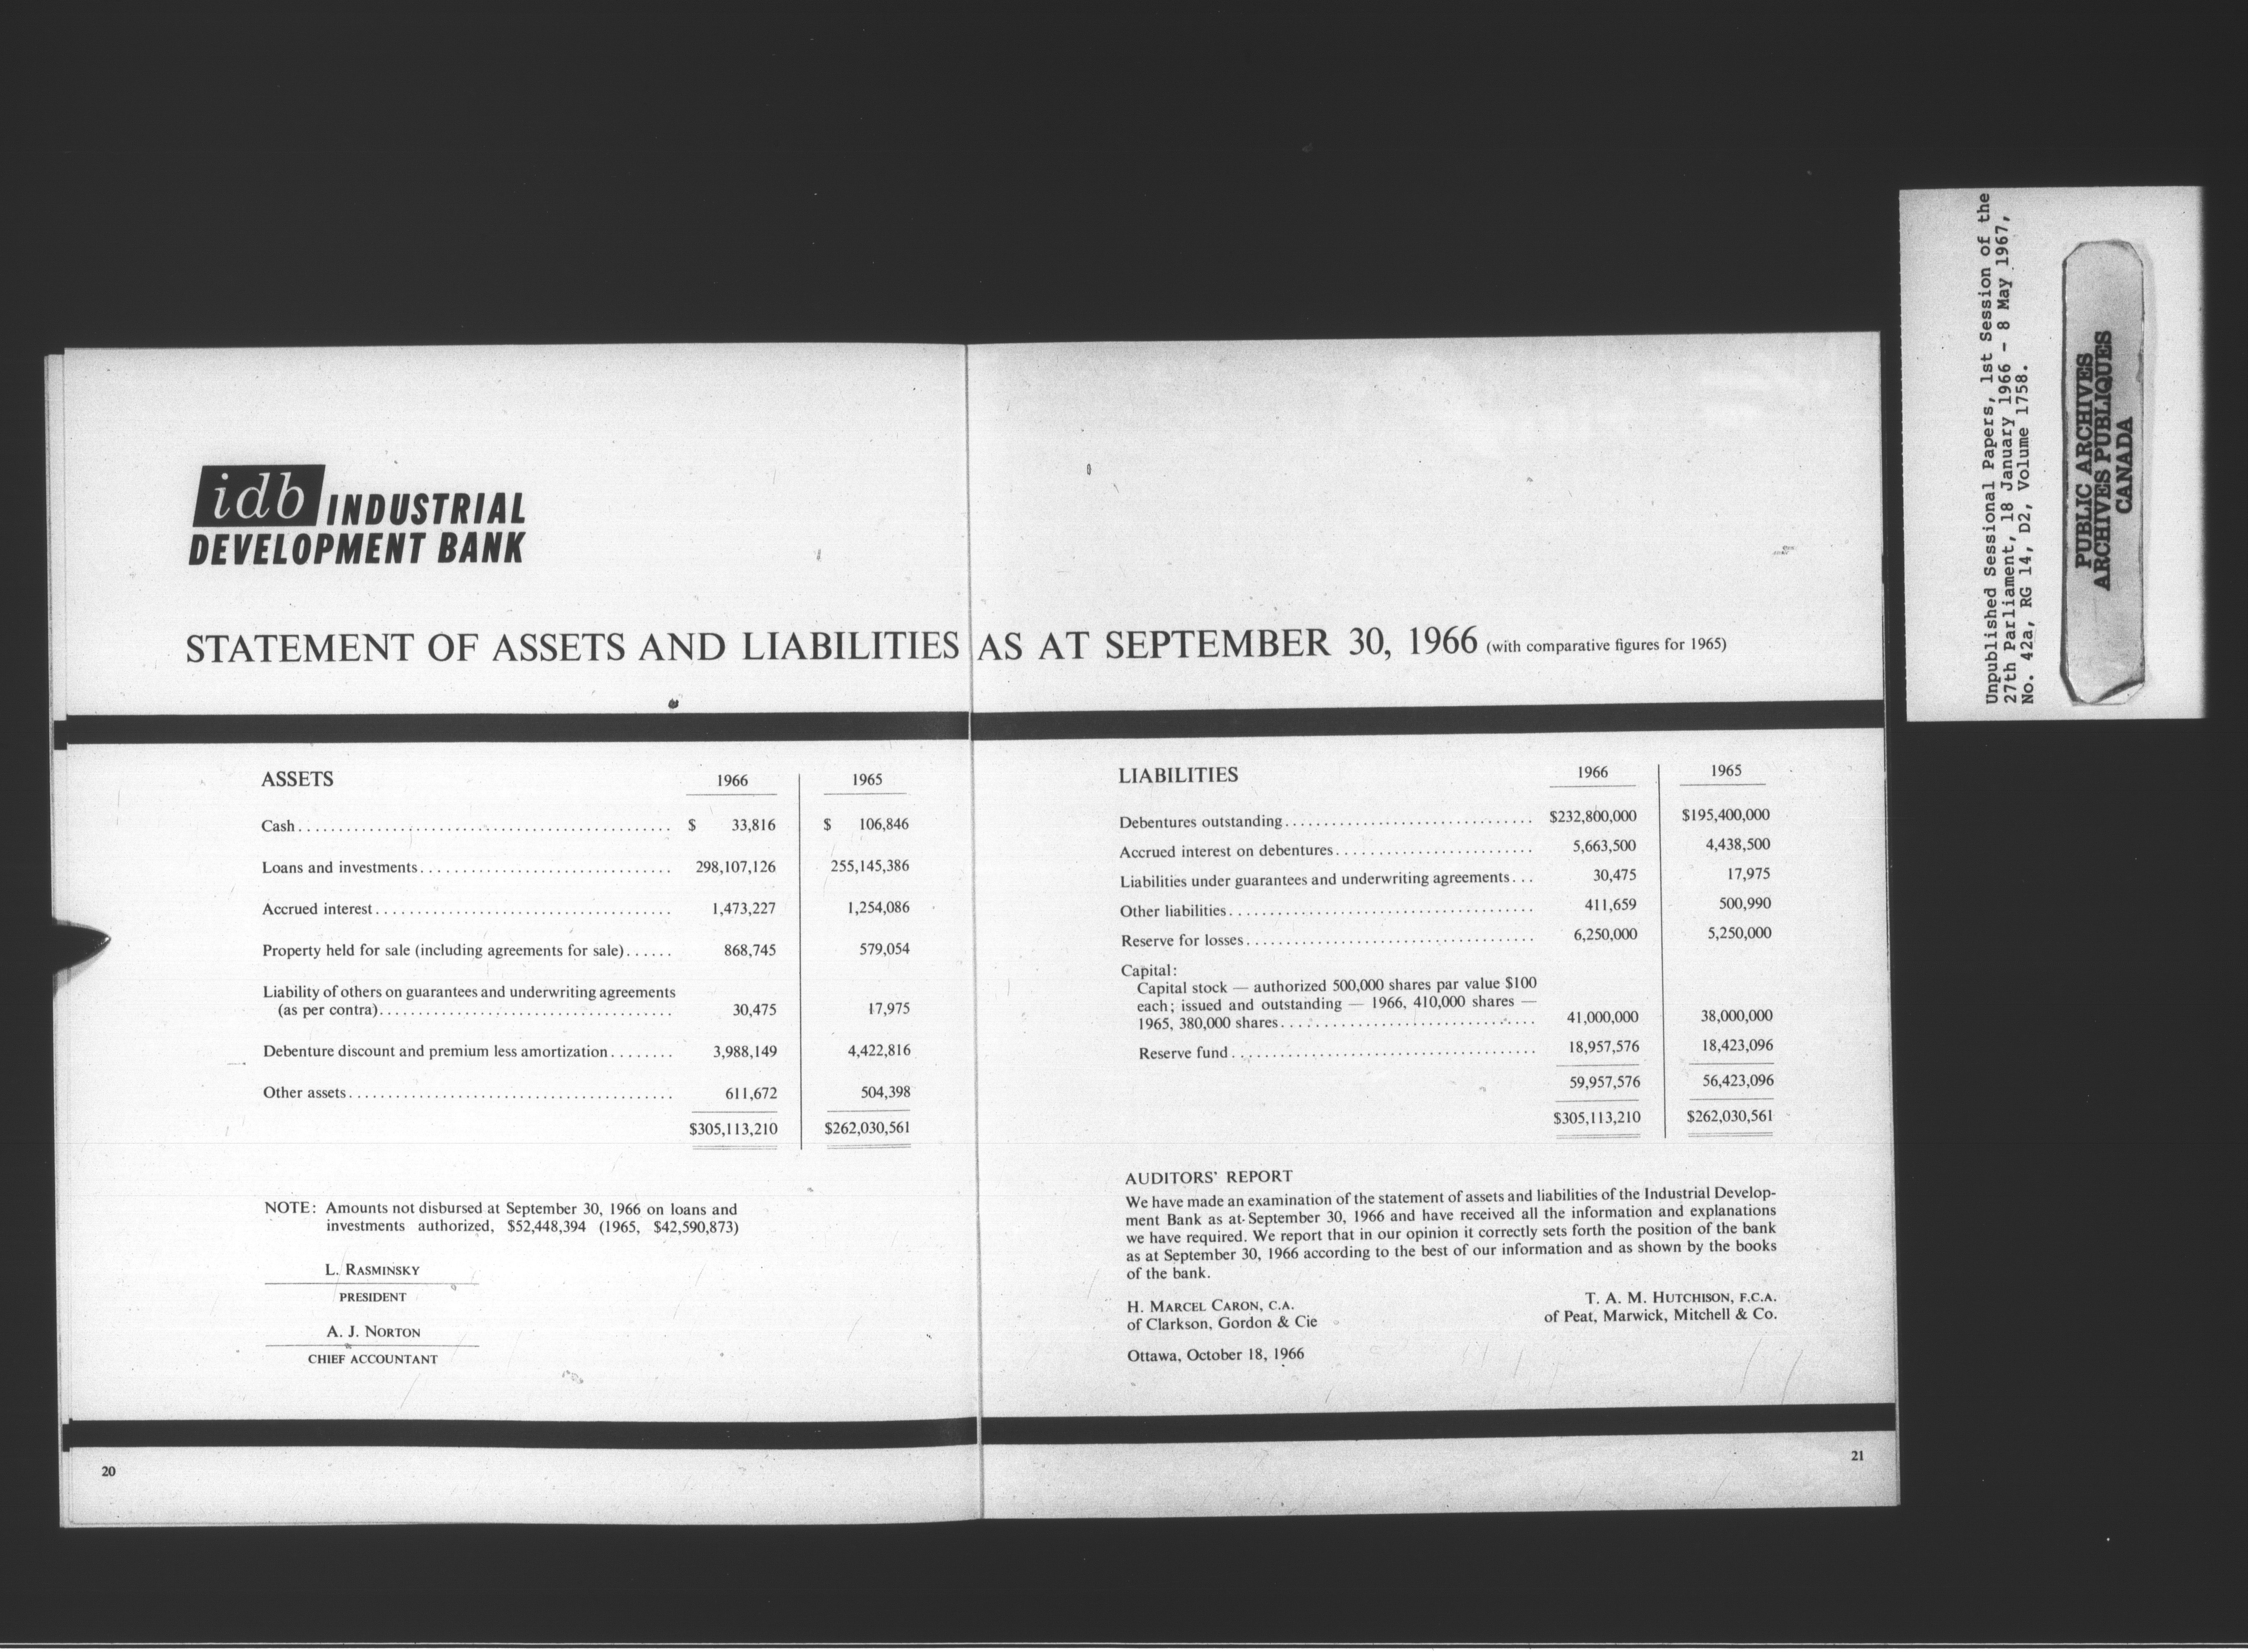 idb INDUSTRIAL
DEVELOPMENT BANK
STATEMENT OF ASSETS AND LIABILITIES AS AT SEPTEMBER 30, 1966 (with comparative figures for 1965)
ASSETS 1966 1965
Cash $ 33,816 $ 106,846
Loans and investments 298,107,126 255,145,386
Accrued interest 1,473,227 1,254,086
Property held for sale (including agreements for sale) 868,745 579,054
Liability of others on guarantees and underwriting agreements
(as per contra) 30,475 17,975
Debenture discount and premium less amortization 3,988,149 4,422,816
Other assets 611,672 504,398
$305,113,210 $262,030,561
NOTE: Amounts not disbursed at September 30, 1966 on loans and
investments authorized, $52,448,394 (1965, $42,590,873)
L. RASMINSKY
PRESIDENT
A. J. NORTON
CHIEF ACCOUNTANT
20
LIABILITIES 1966 1965
Debentures outstanding $232,800,000 $195,400,000
Accrued interest on debentures 5,663,500 4,438,500
Liabilities under guarantees and underwriting agreements 30,475 17,975
Other liabilities 411,659 500,990
Reserve for losses 6,250,000 5,250,000
Capital:
Capital stock — authorized 500,000 shares par value $100
each; issued and outstanding — 1966, 410,000 shares —
1965, 380,000 shares 41,000,000 38,000,000
Reserve fund 18,957,576 18,423,096
59,957,576 56,423,096
$305,113,210 $262,030,561
AUDITORS' REPORT
We have made an examination of the statement of assets and liabilities of the Industrial Develop-
ment Bank as at September 30, 1966 and have received all the information and explanations
we have required. We report that in our opinion it correctly sets forth the position of the bank
as at September 30, 1966 according to the best of our information and as shown by the books
of the bank.
H. MARCEL CARON, C.A.
of Clarkson, Gordon & Cie
T. A. M. HUTCHISON, F.C.A.
of Peat, Marwick, Mitchell & Co.
Ottawa, October 18, 1966
21
Unpublished Sessional Papers, 1st Session of the
27th Parliament, 18 January 1966 - 8 May 1967,
No. 42a, RG 14, D2, Volume 1758.
PUBLIC ARCHIVES
ARCHIVES PUBLIQUES
CANADA